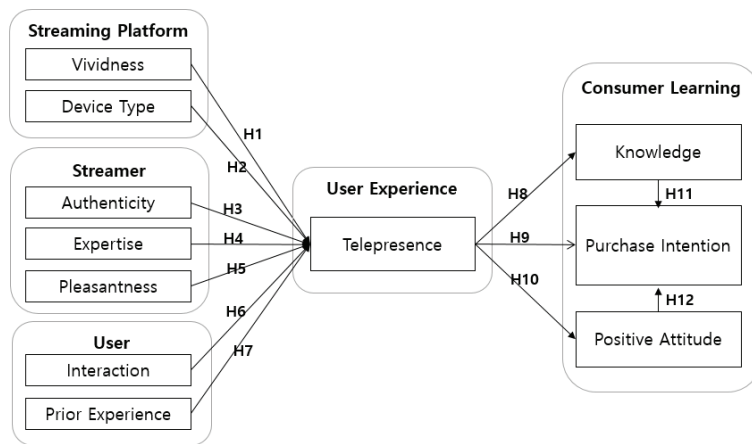 Streaming Platform
Vividness
Device Type
Streamer
Authenticity
Expertise
Pleasantness
User
Interaction
Prior Experience
H1
H2
H3
H4
H5
H6
H7
User Experience
Telepresence
H8
H9
H10
Consumer Learning
Knowledge
H11
Purchase Intention
H12
Positive Attitude